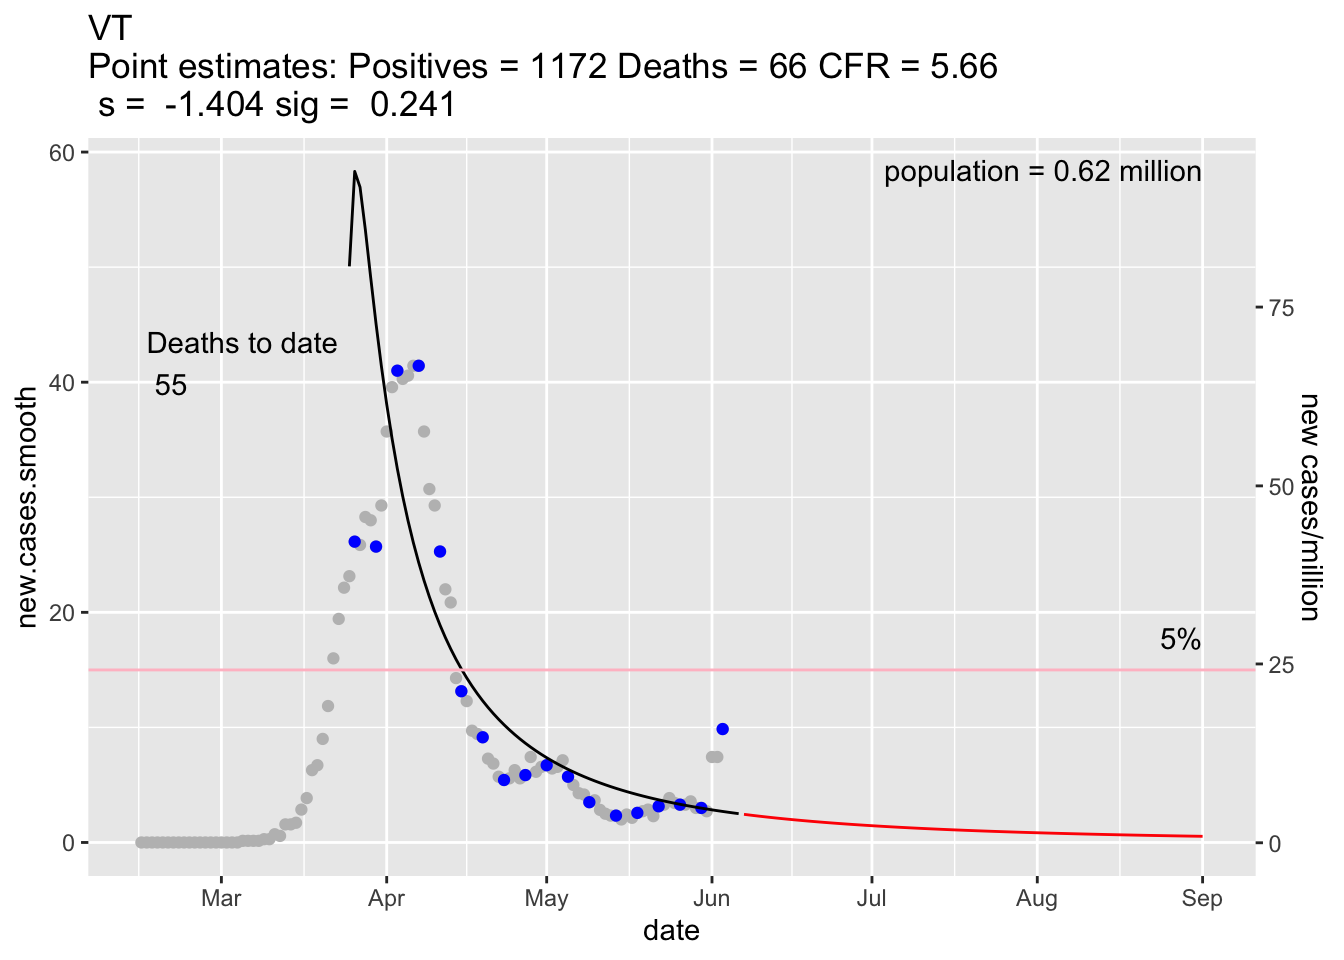 VT
Point estimates: Positives = 1172 Deaths = 66 CFR = 5.66
s = -1.404 sig = 0.241
60
population = 0.62 million
75
Deaths to date
40
55
new.cases.smooth
new cases/million
50
20
5%
25
0
0
Mar
Apr
May
Jun
Jul
Aug
Sep
date